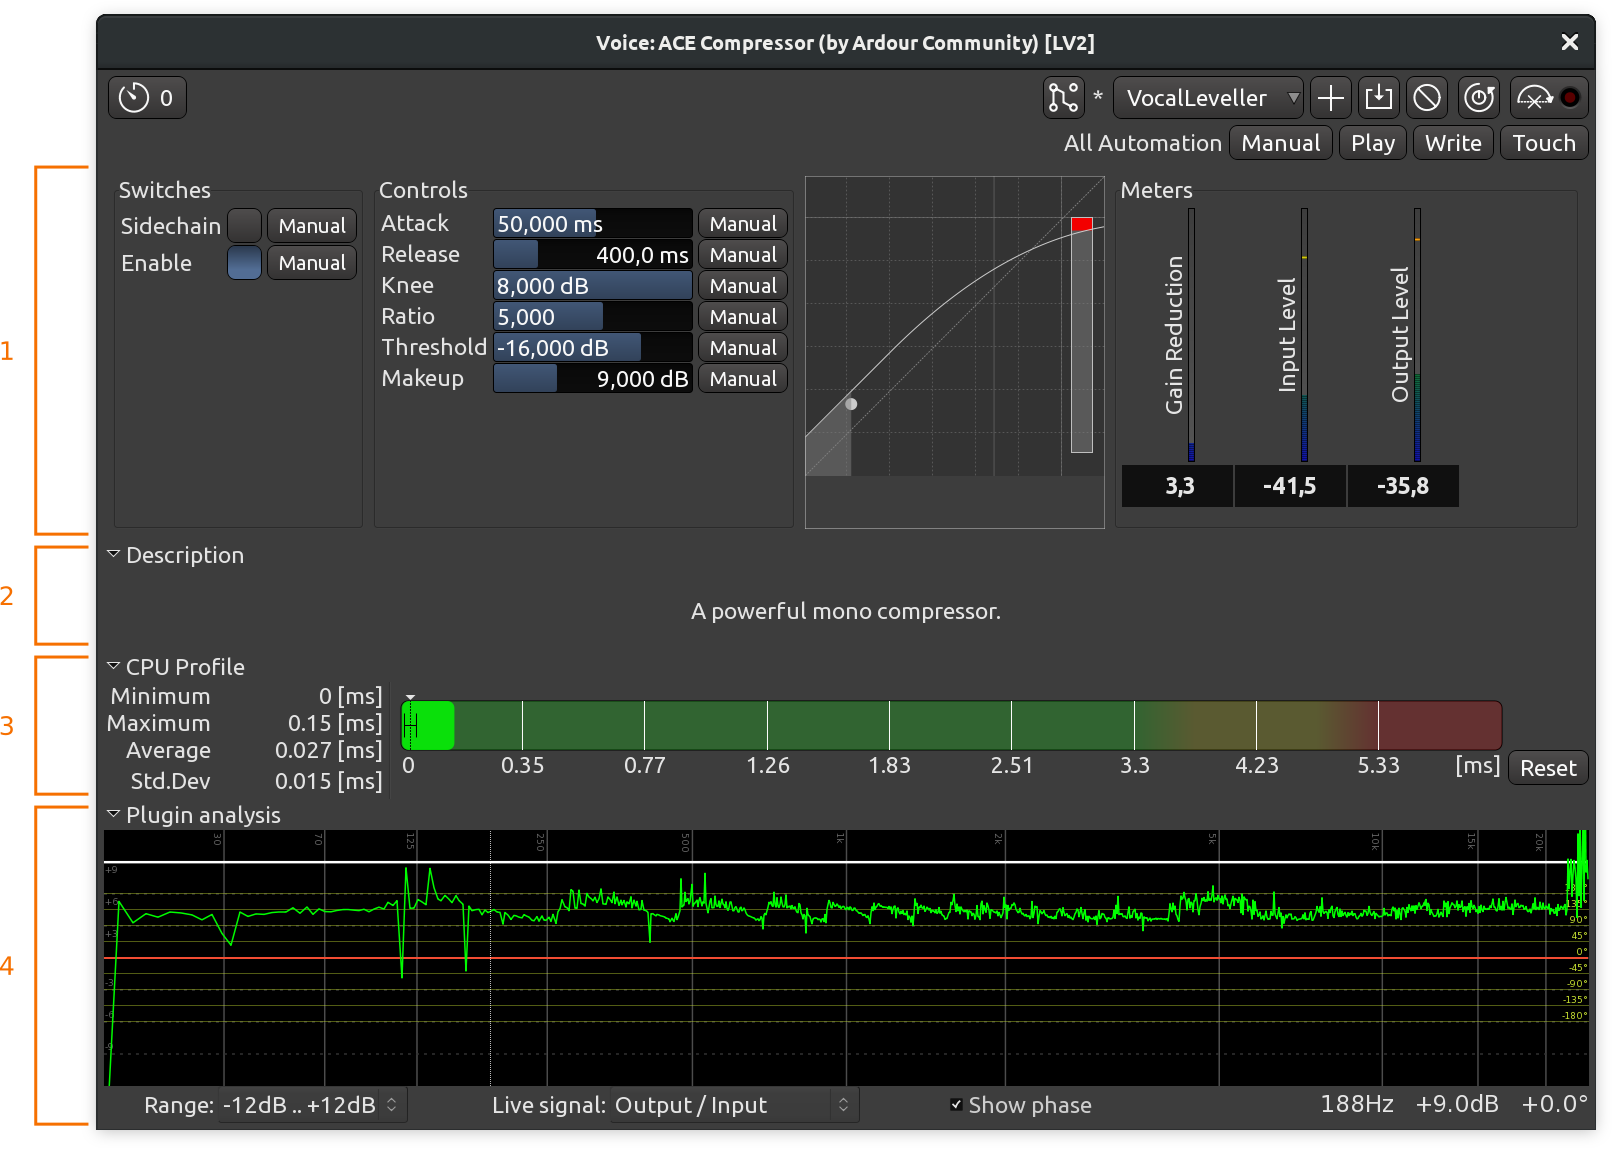 Voice: ACE Compressor (by Ardour Community) [LV2]
0
* VocalLeveller
All Automation Manual Play Write Touch
1
Switches
Sidechain Manual
Enable Manual
Controls
Attack 50,000 ms Manual
Release 400,0 ms Manual
Knee 8,000 dB Manual
Ratio 5,000 Manual
Threshold -16,000 dB Manual
Makeup 9,000 dB Manual
Meters
Gain Reduction
Input Level
Output Level
3,3 -41,5 -35,8
2
Description
A powerful mono compressor.
3
CPU Profile
Minimum 0 [ms]
Maximum 0.15 [ms]
Average 0.027 [ms]
Std.Dev 0.015 [ms]
0 0.35 0.77 1.26 1.83 2.51 3.3 4.23 5.33 [ms] Reset
4
Plugin analysis
30 70 125 250 500 1k 2k 5k 10k 15k 20k
+9
+6
+3
-3
-6
-9
90°
45°
0°
-45°
-90°
-135°
-180°
Range: -12dB .. +12dB Live signal: Output / Input Show phase 188Hz +9.0dB +0.0°